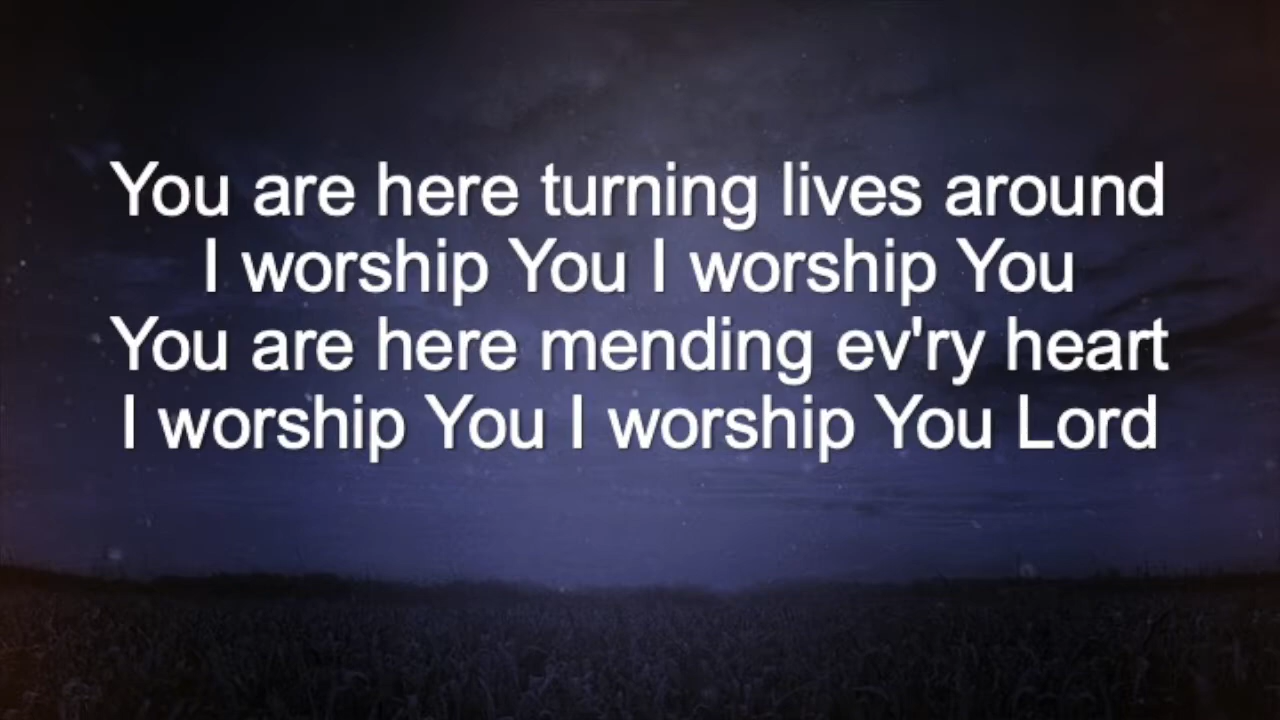 You are here turning lives around
I worship You I worship You
You are here mending ev'ry heart
I worship You I worship You Lord